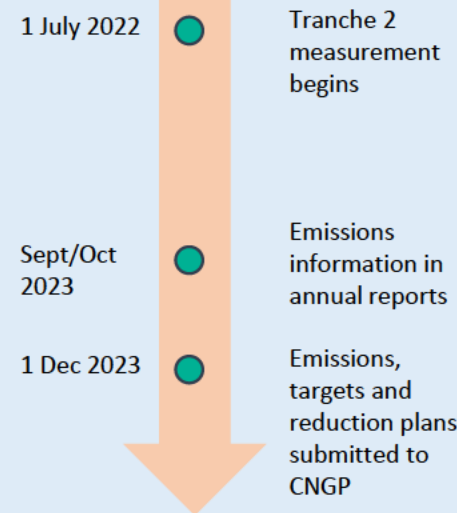 1 July 2022
Tranche 2
measurement
begins
Sept/Oct
2023
Emissions
information in
annual reports
1 Dec 2023
Emissions,
targets and
reduction plans
submitted to
CNGP